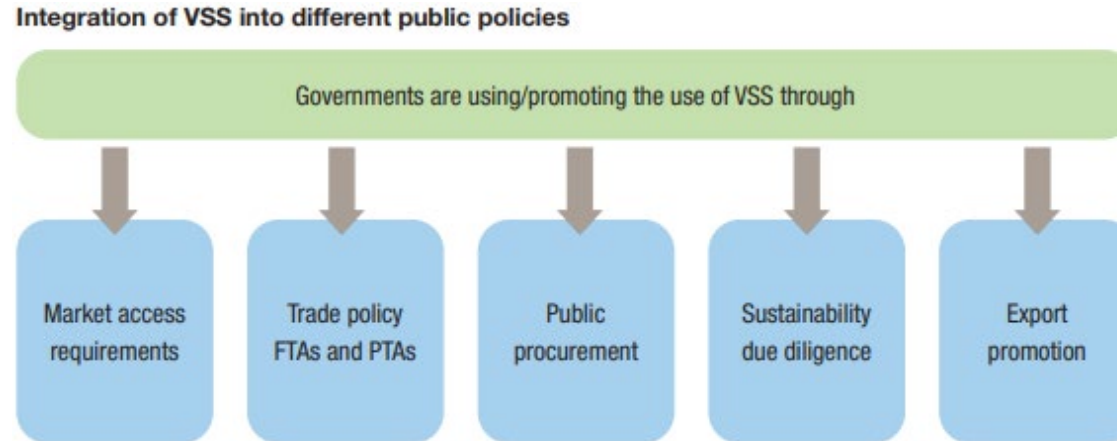 Integration of VSS into different public policies
Governments are using/promoting the use of VSS through
Market access
requirements
Trade policy
FTAs and PTAs
Public
procurement
Sustainability
due diligence
Export
promotion